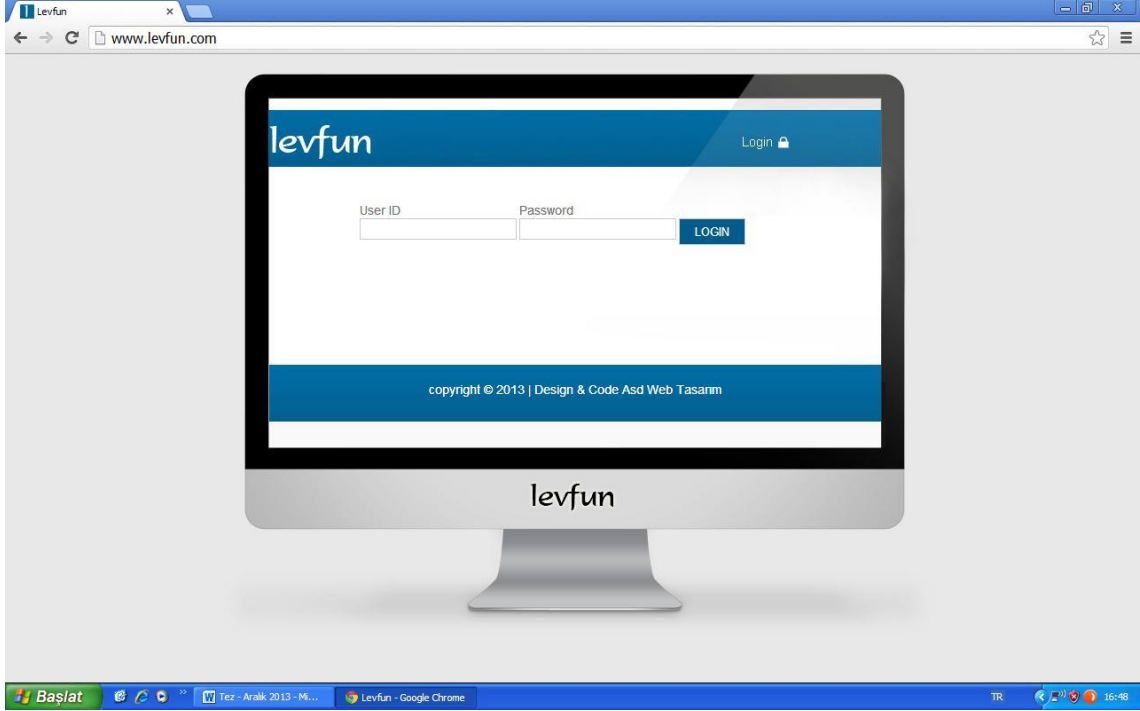 Levfun
www.levfun.com
levfun
Login
User ID
Password
LOGIN
copyright © 2013 | Design & Code Asd Web Tasarım
levfun
Başlat
Tez - Aralık 2013 - Mi...
Levfun - Google Chrome
TR
16:48